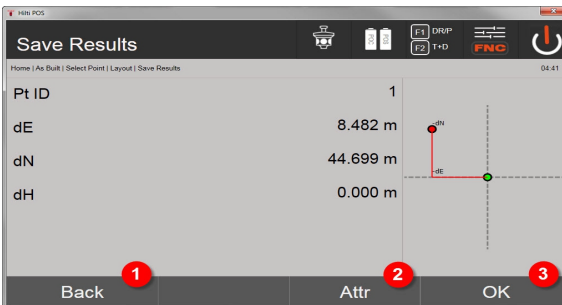 Hilti POS
Save Results
POC
POS
F1 DR/P
F2 T+D
FNC
Home | As Built | Select Point | Layout | Save Results
04:41
Pt ID 1
dE 8.482 m
dN 44.699 m
dH 0.000 m
-dN
-dE
1
2
3
Back
Attr
OK